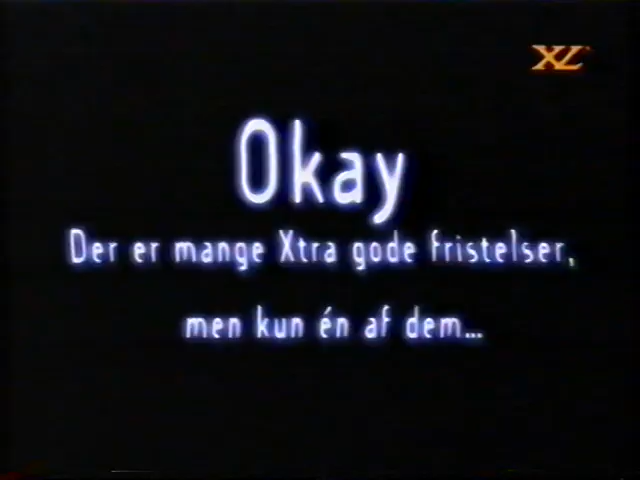 XL
Okay
Der er mange Xtra gode fristelser,
men kun én af dem...